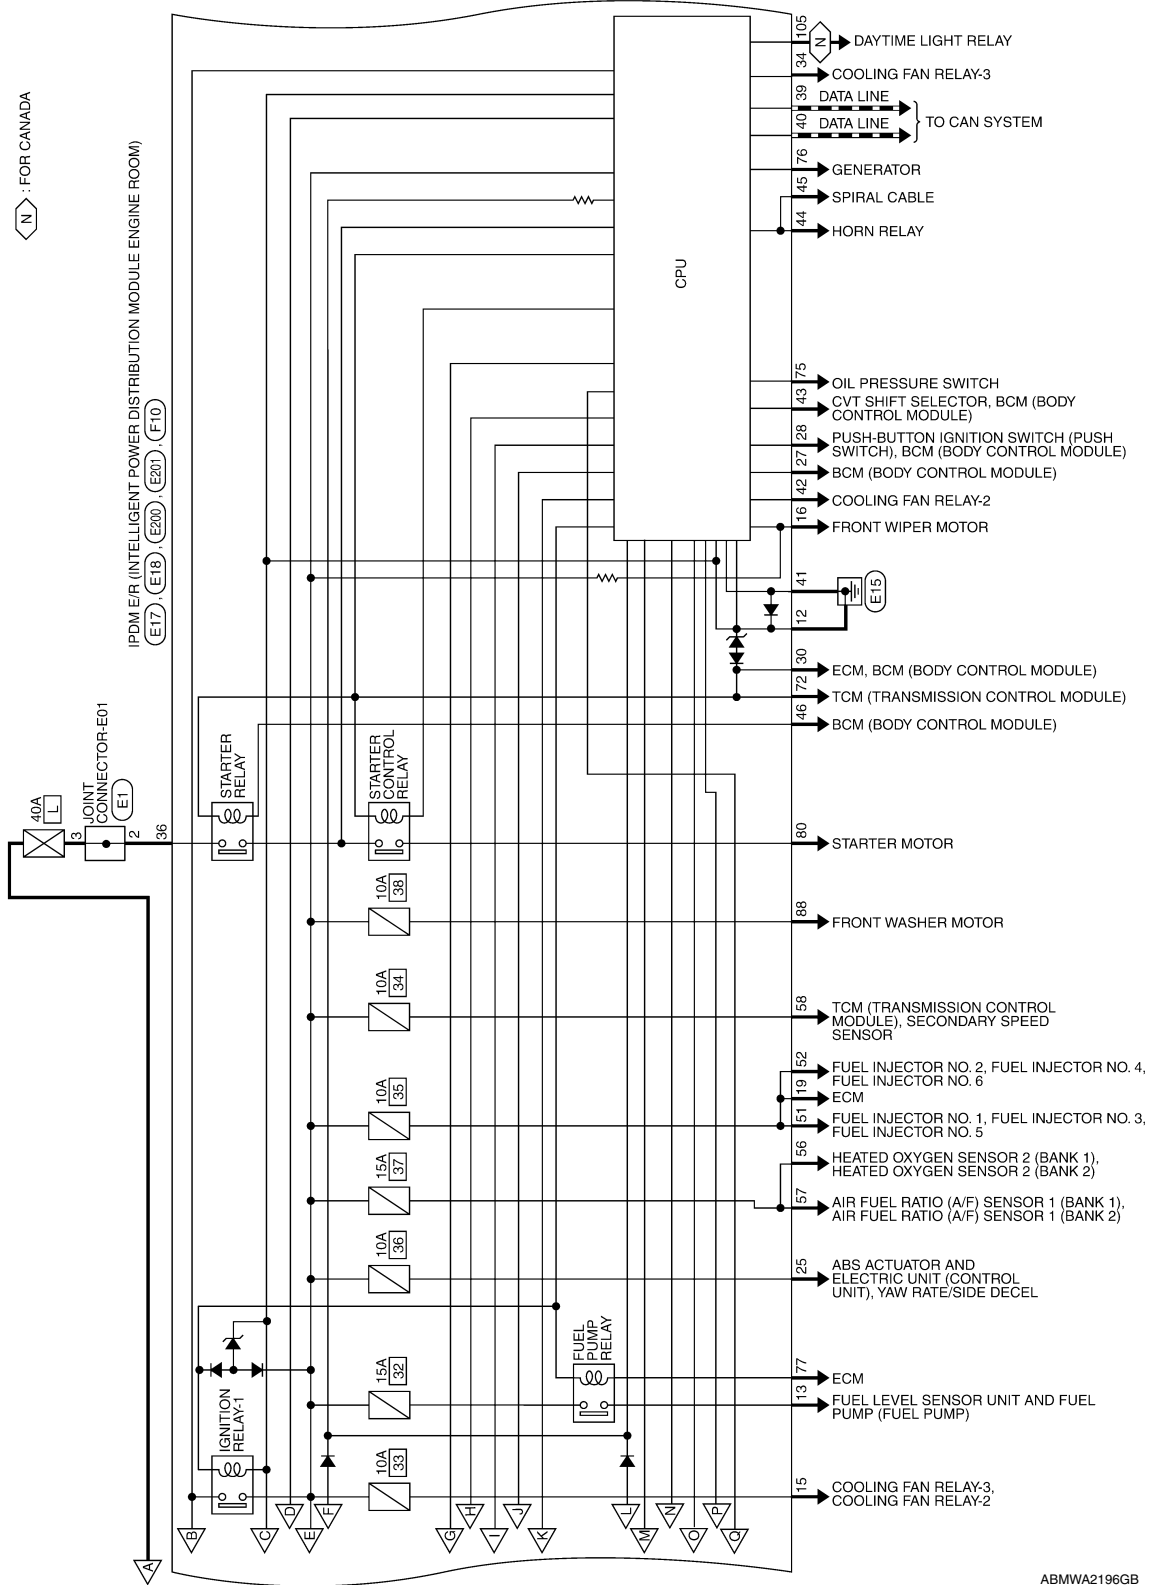 N : FOR CANADA
IPDM E/R (INTELLIGENT POWER DISTRIBUTION MODULE ENGINE ROOM)
E17 , E18 , E200 , E201 , F10
40A
L
3
JOINT
CONNECTOR-E01
E1
2
36
CPU
105
N
DAYTIME LIGHT RELAY
34
COOLING FAN RELAY-3
39
DATA LINE
40
DATA LINE
TO CAN SYSTEM
76
GENERATOR
45
SPIRAL CABLE
44
HORN RELAY
75
OIL PRESSURE SWITCH
43
CVT SHIFT SELECTOR, BCM (BODY
CONTROL MODULE)
28
PUSH-BUTTON IGNITION SWITCH (PUSH
SWITCH), BCM (BODY CONTROL MODULE)
27
BCM (BODY CONTROL MODULE)
42
COOLING FAN RELAY-2
16
FRONT WIPER MOTOR
41
E15
12
30
ECM, BCM (BODY CONTROL MODULE)
72
TCM (TRANSMISSION CONTROL MODULE)
46
BCM (BODY CONTROL MODULE)
STARTER
RELAY
STARTER
CONTROL
RELAY
80
STARTER MOTOR
10A
38
88
FRONT WASHER MOTOR
10A
34
58
TCM (TRANSMISSION CONTROL
MODULE), SECONDARY SPEED
SENSOR
10A
35
52
FUEL INJECTOR NO. 2, FUEL INJECTOR NO. 4,
FUEL INJECTOR NO. 6
19
ECM
51
FUEL INJECTOR NO. 1, FUEL INJECTOR NO. 3,
FUEL INJECTOR NO. 5
15A
37
56
HEATED OXYGEN SENSOR 2 (BANK 1),
HEATED OXYGEN SENSOR 2 (BANK 2)
57
AIR FUEL RATIO (A/F) SENSOR 1 (BANK 1),
AIR FUEL RATIO (A/F) SENSOR 1 (BANK 2)
10A
36
25
ABS ACTUATOR AND
ELECTRIC UNIT (CONTROL
UNIT), YAW RATE/SIDE DECEL
FUEL
PUMP
RELAY
15A
32
77
ECM
13
FUEL LEVEL SENSOR UNIT AND FUEL
PUMP (FUEL PUMP)
IGNITION
RELAY-1
10A
33
15
COOLING FAN RELAY-3,
COOLING FAN RELAY-2
A
B
C
D
E
F
G
H
I
J
K
L
M
N
O
P
Q
ABMWA2196GB